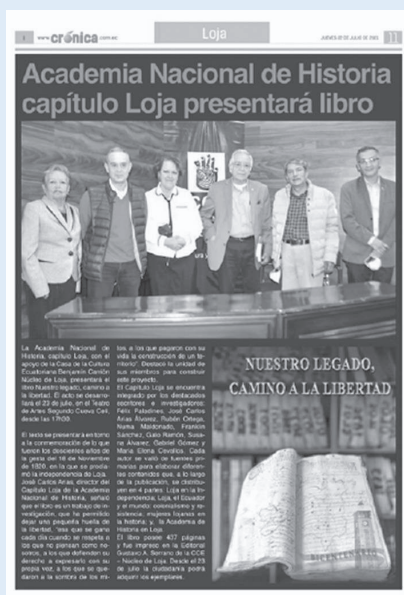 www.crónica.com.ec
Loja
JUEVES 22 DE JULIO DE 2021
11
Academia Nacional de Historia
capítulo Loja presentará libro
La Academia Nacional de
Historia, capítulo Loja, con el
apoyo de la Casa de la Cultura
Ecuatoriana Benjamín Carrión
Núcleo de Loja, presentará el
libro Nuestro legado, camino a
la libertad. El acto se desarro-
llará el 23 de julio, en el Teatro
de Artes Segundo Cueva Celi,
desde las 17H00.
El texto se presentará en torno
a la conmemoración de lo que
fueron los doscientos años de
la gesta del 18 de Noviembre
de 1820, en la que se procla-
mó la independencia de Loja.
José Carlos Arias, director del
Capítulo Loja de la Academia
Nacional de Historia, señaló
que el libro es un trabajo de in-
vestigación, que ha permitido
dejar una pequeña huella de
la libertad, "esa que se gana
cada día cuando se respeta a
los que no piensan como no-
sotros, a los que defienden su
derecho a expresarlo con su
propia voz, a los que se que-
daron a la sombra de los mi-
tos, a los que pagaron con su
vida la construcción de un te-
rritorio". Destacó la unidad de
sus miembros para construir
este proyecto.
El Capítulo Loja se encuentra
integrado por los destacados
escritores e investigadores:
Félix Paladines, José Carlos
Arias Álvarez, Rubén Ortega,
Numa Maldonado, Franklin
Sánchez, Galo Ramón, Susa-
na Álvarez, Gabriel Gómez y
María Elena Cevallos. Cada
autor se valió de fuentes pri-
marias para elaborar diferen-
tes contenidos que, a lo largo
de la publicación, se distribu-
yen en 4 partes: Loja en la In-
dependencia; Loja, el Ecuador
y el mundo: colonialismo y re-
sistencia; mujeres lojanas en
la historia; y, la Academia de
Historia en Loja.
El libro posee 437 páginas
y fue impreso en la Editorial
Gustavo A. Serrano de la CCE
– Núcleo de Loja. Desde el 23
de julio la ciudadanía podrá
adquirir los ejemplares.
NUESTRO LEGADO,
CAMINO A LA LIBERTAD
BICENTENARIO